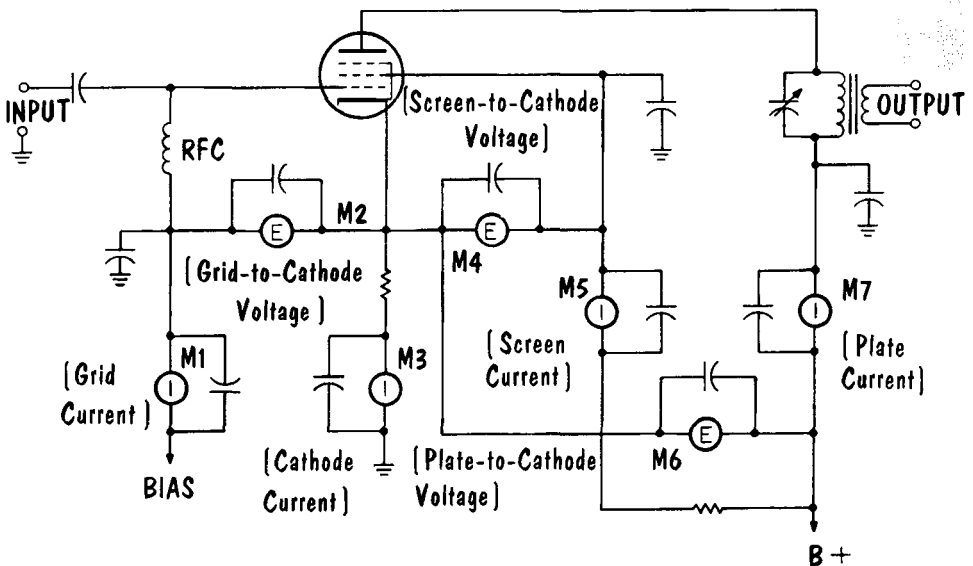 INPUT
RFC
[Screen-to-Cathode
Voltage]
OUTPUT
M2
E
[Grid-to-Cathode
Voltage]
E
M4
M5
I
[Screen
Current]
M7
I
[Plate
Current]
M1
I
[Grid
Current]
M3
I
[Cathode
Current]
E
M6
[Plate-to-Cathode
Voltage]
BIAS
B+